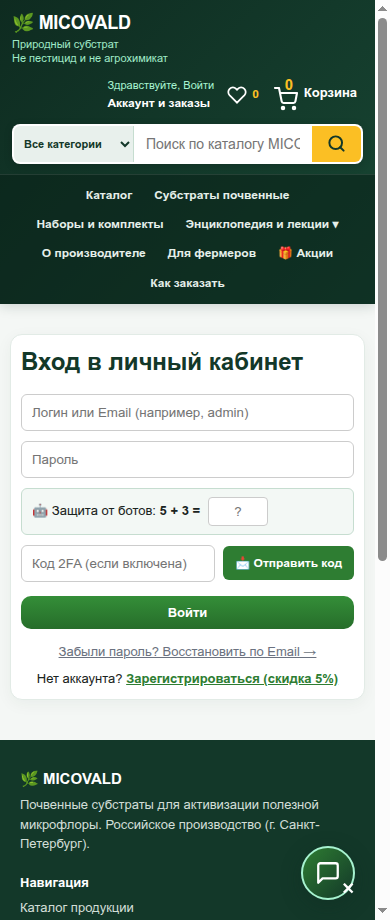 🌿 MICOVALD
Природный субстрат
Не пестицид и не агрохимикат
Здравствуйте, Войти
Аккаунт и заказы
0
0
Корзина
Все категории
Поиск по каталогу MICO
Каталог
Субстраты почвенные
Наборы и комплекты
Энциклопедия и лекции ▾
О производителе
Для фермеров
🎁 Акции
Как заказать
Вход в личный кабинет
Логин или Email (например, admin)
Пароль
🤖 Защита от ботов: 5 + 3 = ?
Код 2FA (если включена)
📩 Отправить код
Войти
Забыли пароль? Восстановить по Email →
Нет аккаунта? Зарегистрироваться (скидка 5%)
🌿 MICOVALD
Почвенные субстраты для активизации полезной
микрофлоры. Российское производство (г. Санкт-
Петербург).
Навигация
Каталог продукции